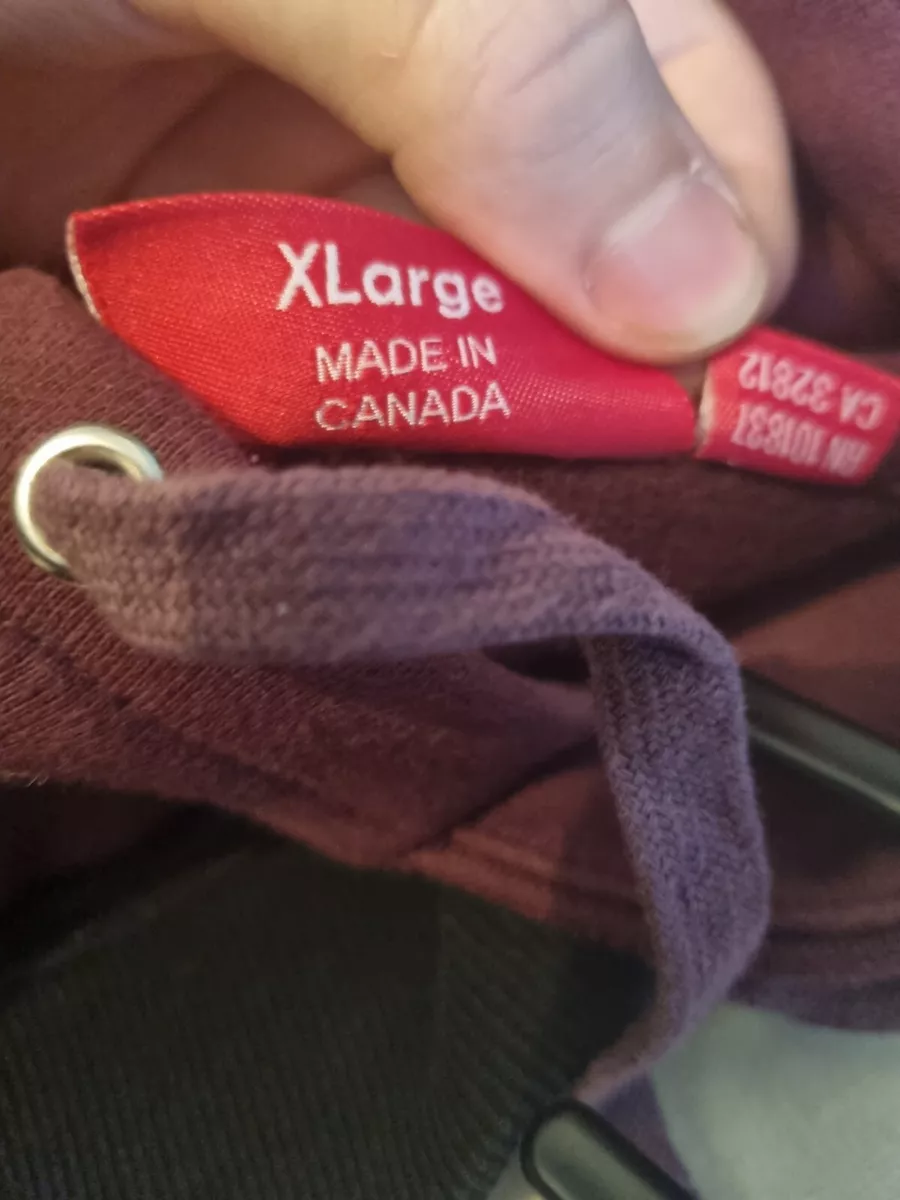 XLarge
MADE IN
CANADA
RN 101837
CA 32812